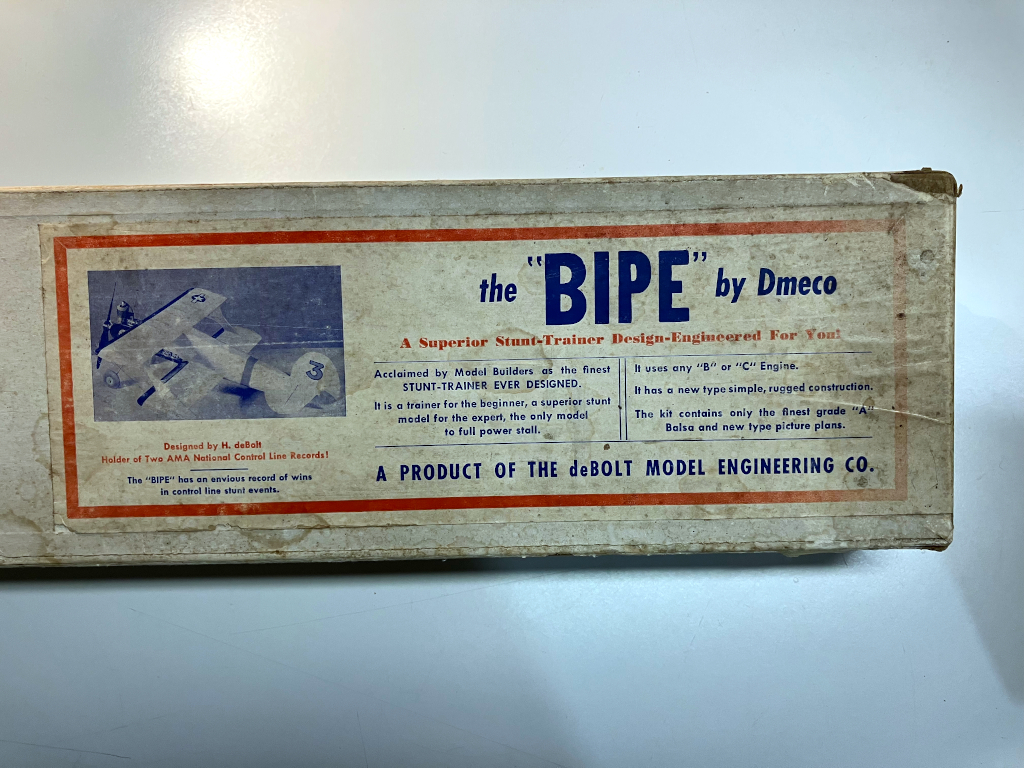 the "BIPE" by Dmeco
A Superior Stunt-Trainer Design-Engineered For You!
Acclaimed by Model Builders as the finest
STUNT-TRAINER EVER DESIGNED.
It is a trainer for the beginner, a superior stunt
model for the expert, the only model
to full power stall.
It uses any "B" or "C" Engine.
It has a new type simple, rugged construction.
The kit contains only the finest grade "A"
Balsa and new type picture plans.
A PRODUCT OF THE deBOLT MODEL ENGINEERING CO.
3
Designed by H. deBolt
Holder of Two AMA National Control Line Records!
The "BIPE" has an envious record of wins
in control line stunt events.